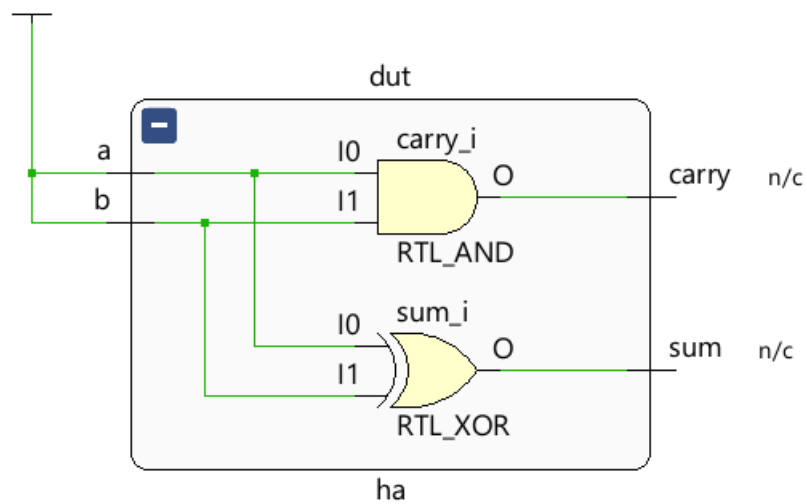 dut
carry_i
a
I0
O
carry
n/c
b
I1
RTL_AND
sum_i
I0
O
sum
n/c
I1
RTL_XOR
ha